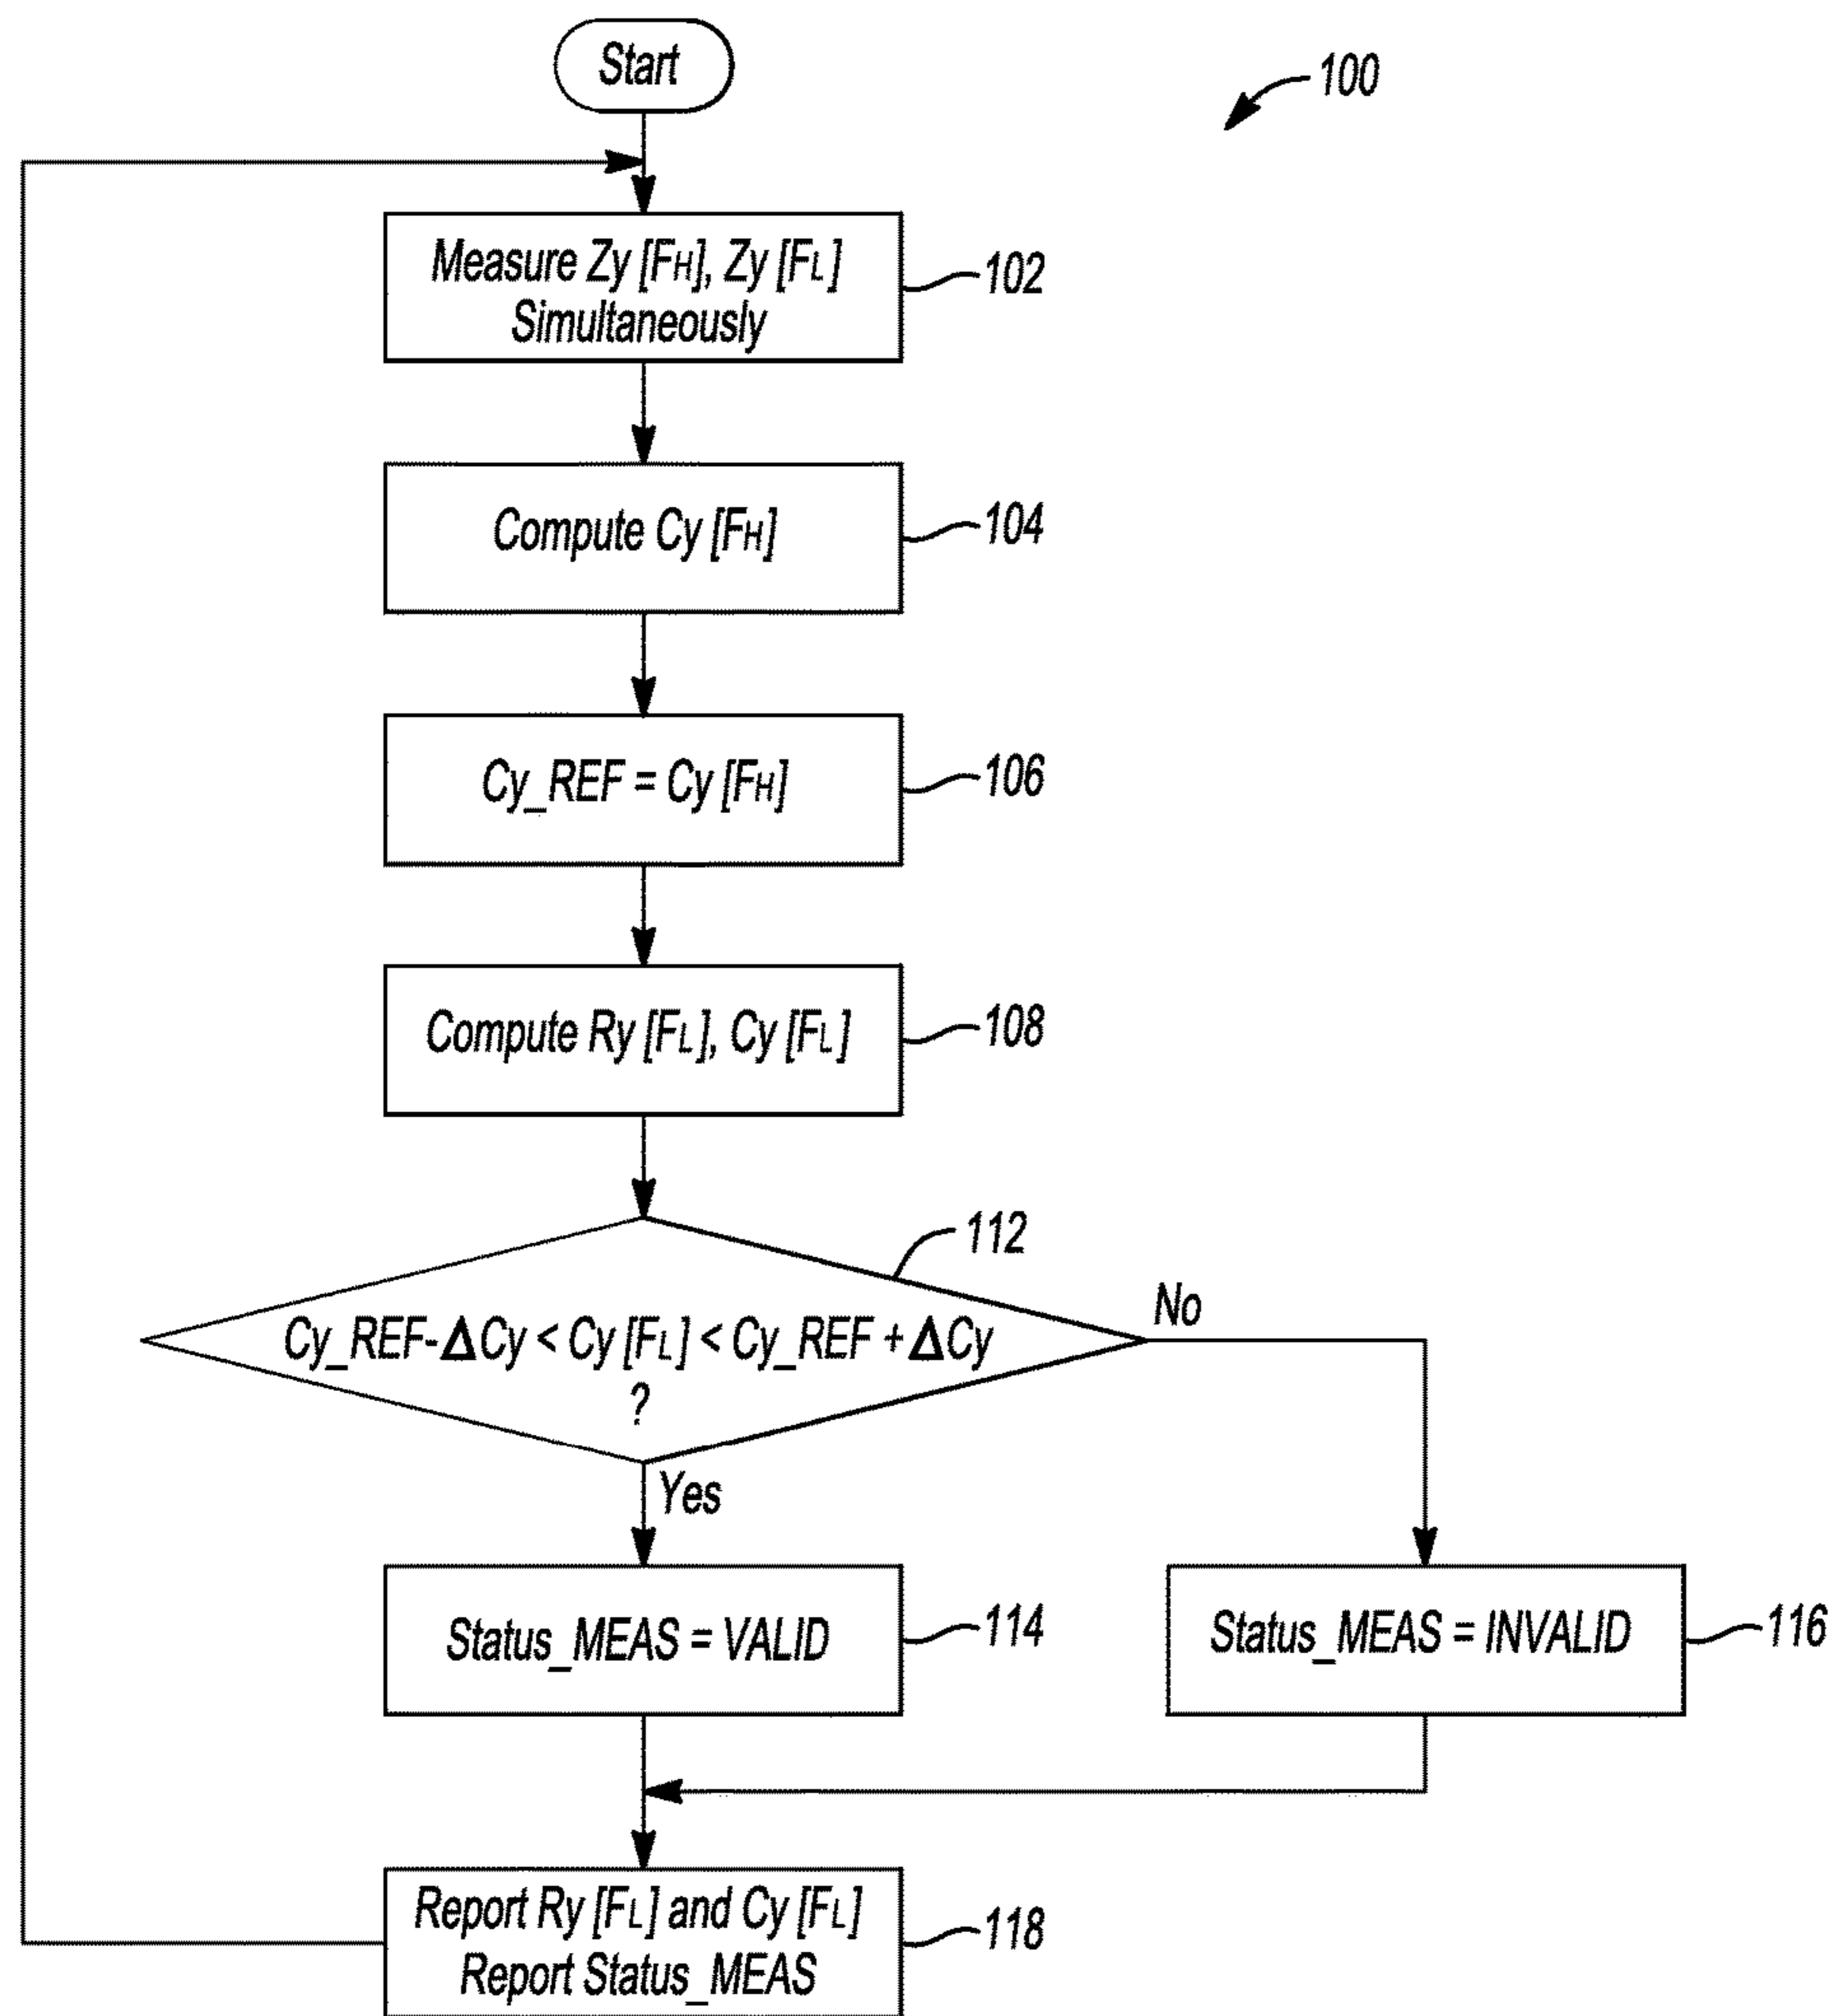 Start
100
Measure Zy [FH], Zy [FL]
Simultaneously
102
Compute Cy [FH]
104
Cy_REF = Cy [FH]
106
Compute Ry [FL], Cy [FL]
108
112
Cy_REF-ΔCy < Cy [FL] < Cy_REF + ΔCy
?
No
Yes
Status_MEAS = VALID
114
Status_MEAS = INVALID
116
Report Ry [FL] and Cy [FL]
Report Status_MEAS
118